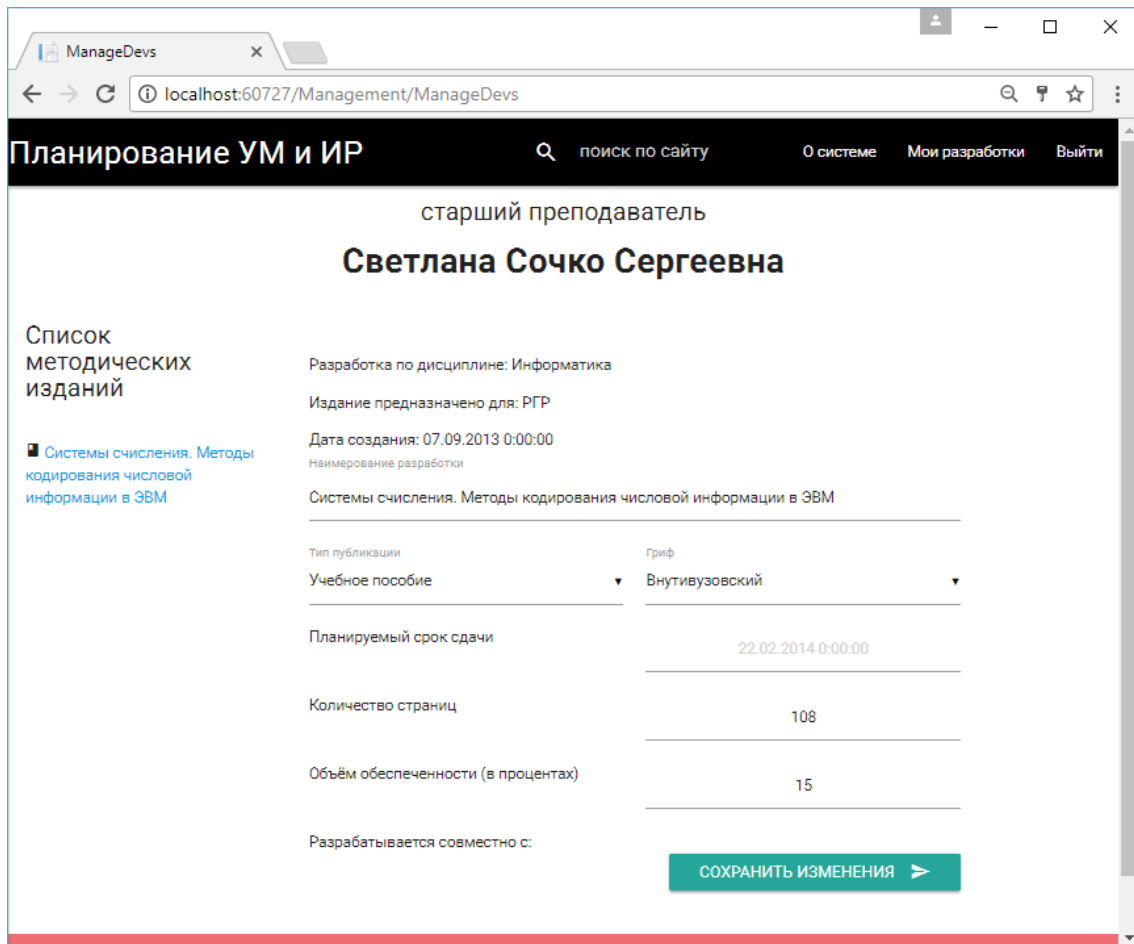 ManageDevs
localhost:60727/Management/ManageDevs
Планирование УМ и ИР
поиск по сайту
О системе
Мои разработки
Выйти
старший преподаватель
Светлана Сочко Сергеевна
Список
методических
изданий
Системы счисления. Методы
кодирования числовой
информации в ЭВМ
Разработка по дисциплине: Информатика
Издание предназначено для: РГР
Дата создания: 07.09.2013 0:00:00
Наимерование разработки
Системы счисления. Методы кодирования числовой информации в ЭВМ
Тип публикации
Гриф
Учебное пособие
Внутивузовский
Планируемый срок сдачи
22.02.2014 0:00:00
Количество страниц
108
Объём обеспеченности (в процентах)
15
Разрабатывается совместно с:
СОХРАНИТЬ ИЗМЕНЕНИЯ